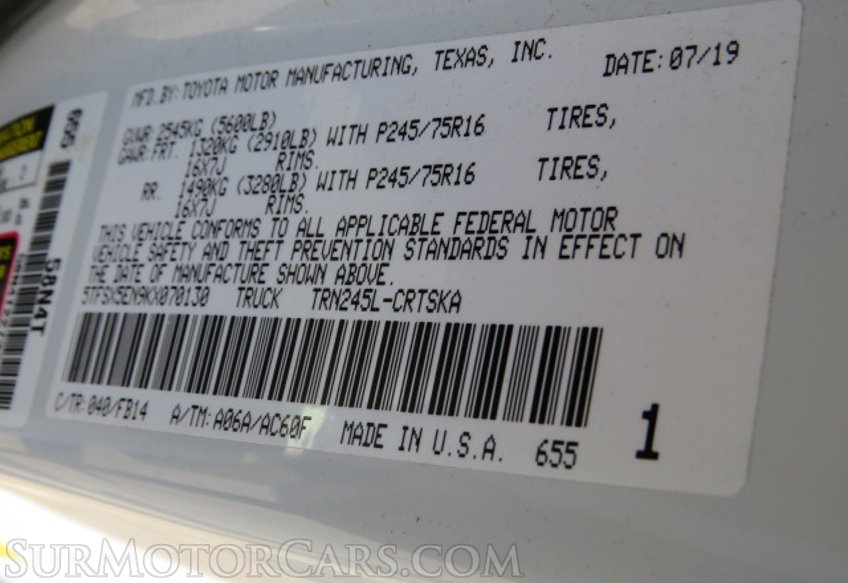 MFD.BY: TOYOTA MOTOR MANUFACTURING, TEXAS, INC. DATE: 07/19
GVWR: 2545KG (5600LB)
GAWR: FRT. 1320KG (2910LB) WITH P245/75R16 TIRES,
16X7J RIMS.
RR. 1490KG (3280LB) WITH P245/75R16 TIRES,
16X7J RIMS.
THIS VEHICLE CONFORMS TO ALL APPLICABLE FEDERAL MOTOR
VEHICLE SAFETY AND THEFT PREVENTION STANDARDS IN EFFECT ON
THE DATE OF MANUFACTURE SHOWN ABOVE.
5TFSX5EN9KX070130 TRUCK TRN245L-CRTSKA
C/TR: 040/FB14 A/TM: A06A/AC60F MADE IN U.S.A. 655 1
58N4T
SURMOTORCARS.COM